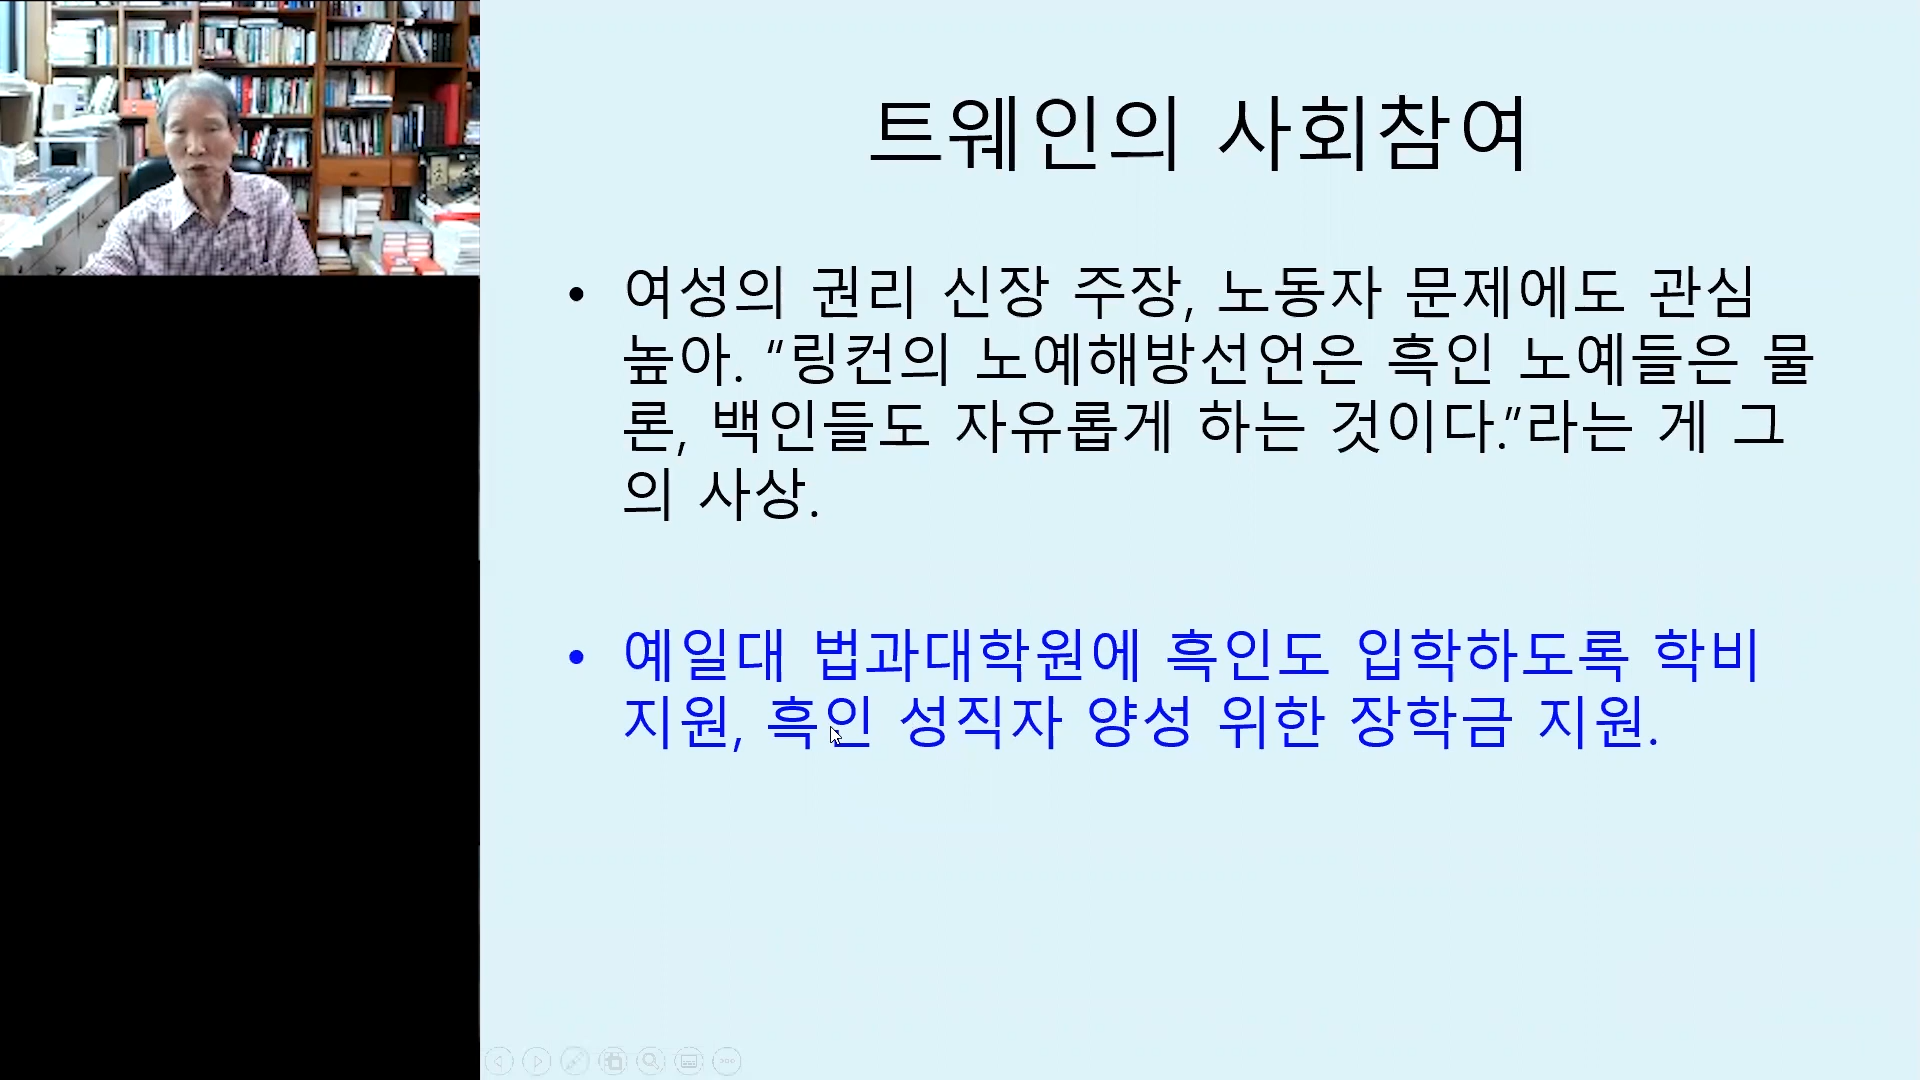 트웨인의 사회참여
• 여성의 권리 신장 주장, 노동자 문제에도 관심
높아. “링컨의 노예해방선언은 흑인 노예들은 물
론, 백인들도 자유롭게 하는 것이다.”라는 게 그
의 사상.
• 예일대 법과대학원에 흑인도 입학하도록 학비
지원, 흑인 성직자 양성 위한 장학금 지원.